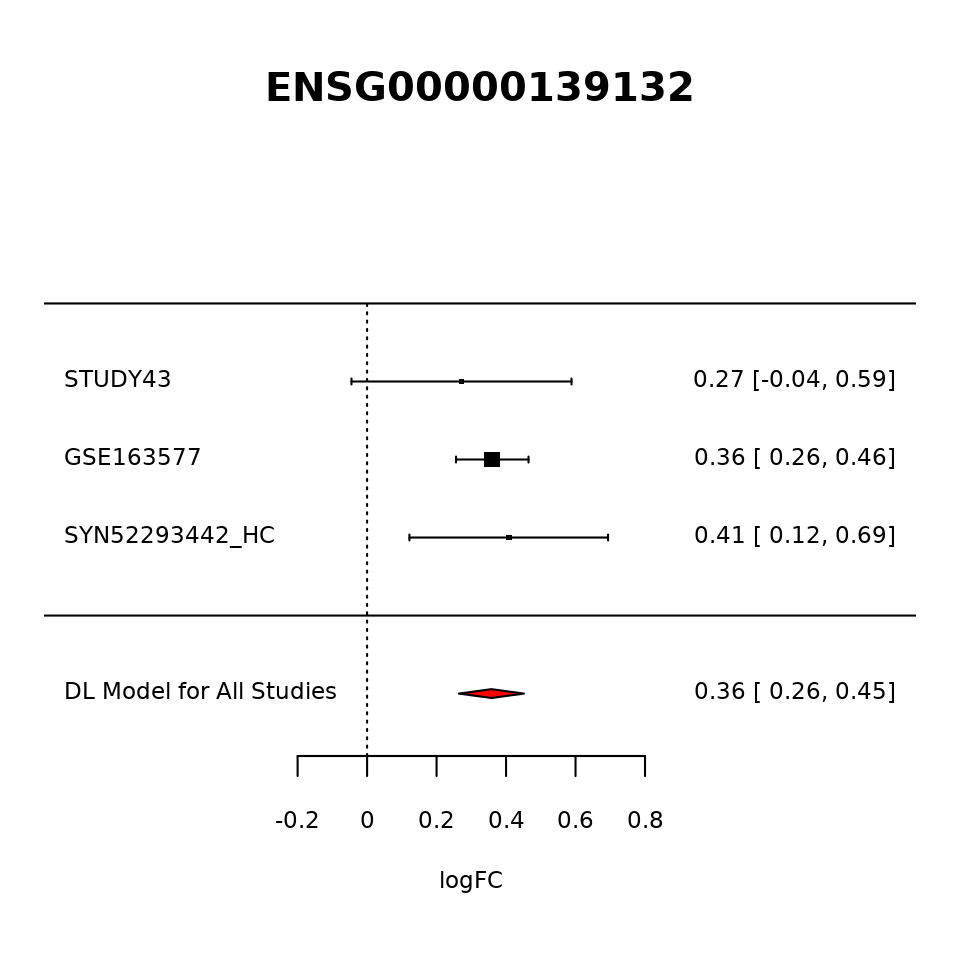 ENSG00000139132
STUDY43 0.27 [-0.04, 0.59]
GSE163577 0.36 [ 0.26, 0.46]
SYN52293442_HC 0.41 [ 0.12, 0.69]
DL Model for All Studies 0.36 [ 0.26, 0.45]
-0.2 0 0.2 0.4 0.6 0.8
logFC